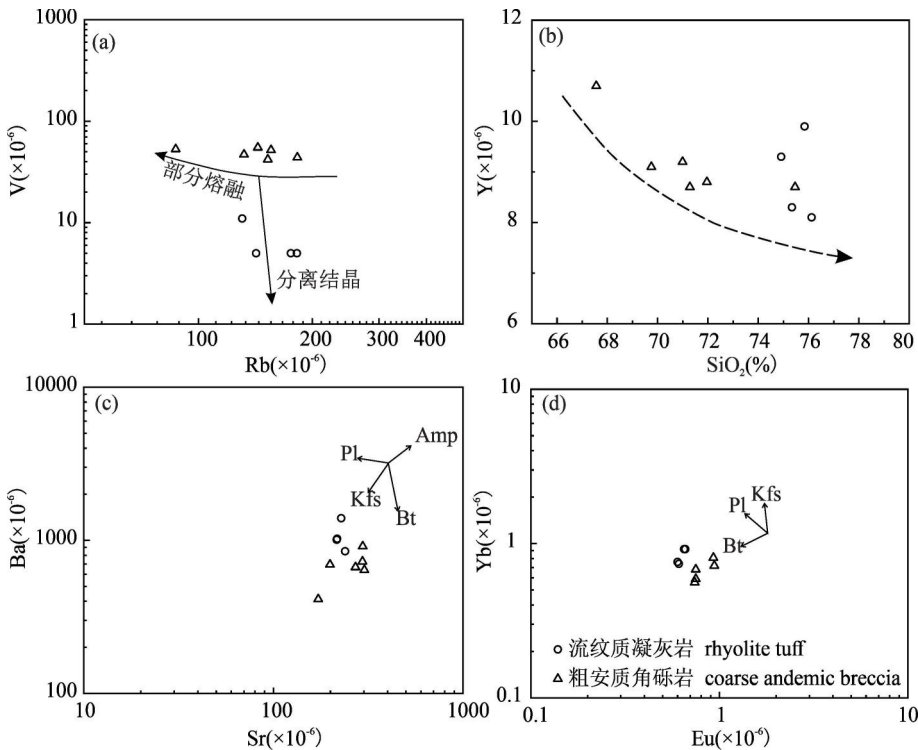 (a)
1000
100
10
1
V(×10⁻⁶)
部分熔融
分离结晶
100
200
300
400
Rb(×10⁻⁶)
(b)
12
10
8
6
Y(×10⁻⁶)
66
68
71
72
74
76
78
80
SiO₂(%)
(c)
10000
1000
100
Ba(×10⁻⁶)
Pl
Amp
Kfs
Bt
100
1000
Sr(×10⁻⁶)
(d)
10
1
0.1
Yb(×10⁻⁶)
Pl
Kfs
Bt
流纹质凝灰岩 rhyolite tuff
粗安质角砾岩 coarse andemic breccia
0.1
1
10
Eu(×10⁻⁶)